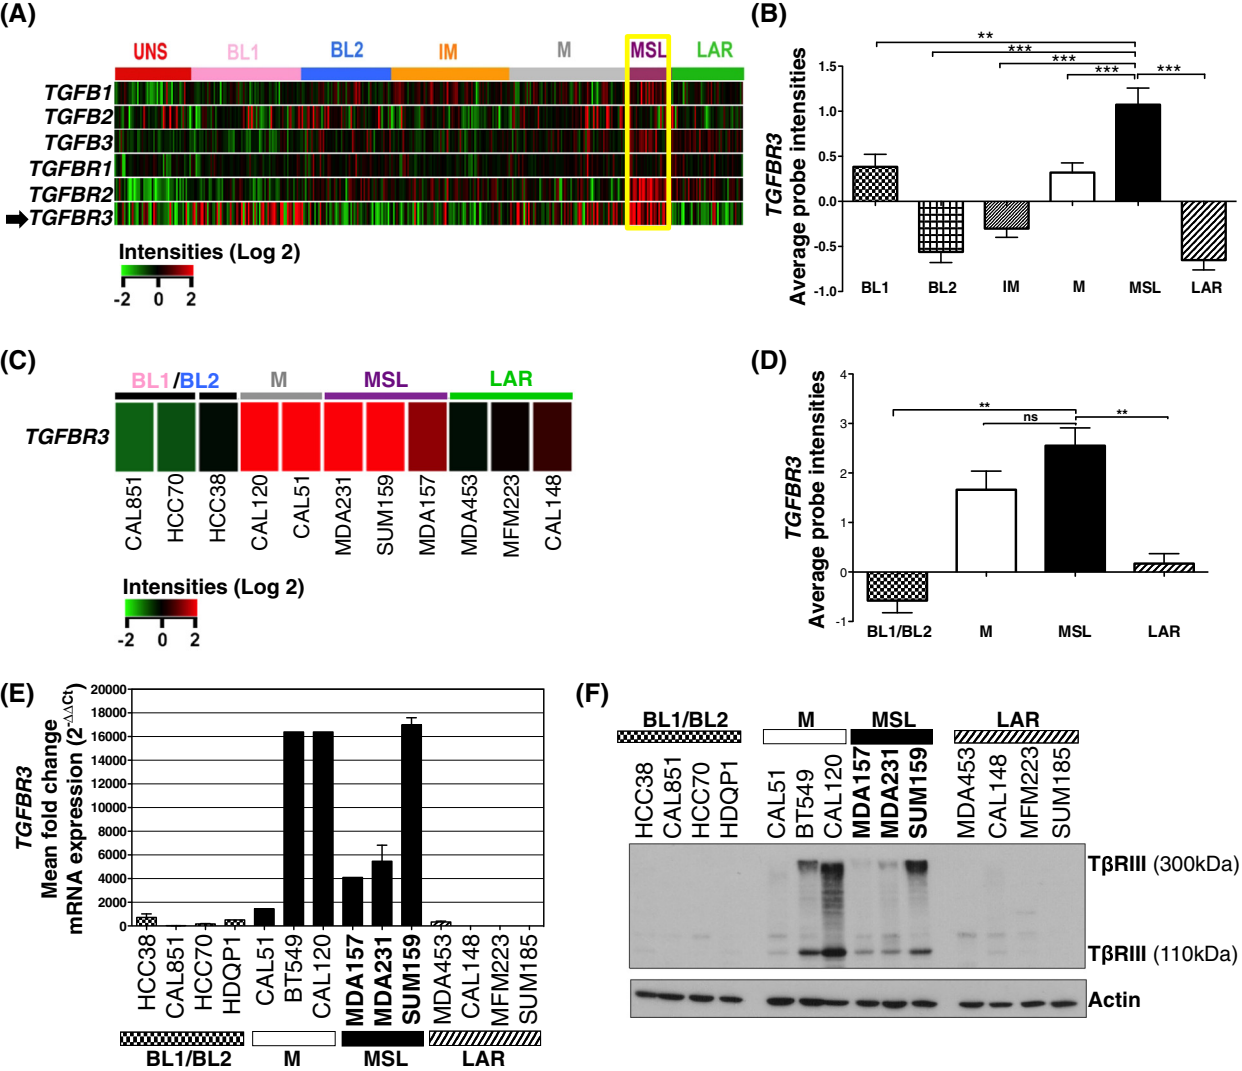 (A)
UNS BL1 BL2 IM M MSL LAR
TGFB1
TGFB2
TGFB3
TGFBR1
TGFBR2
TGFBR3
Intensities (Log 2)
-2 0 2
(B)
** *** *** *** ***
TGFBR3
Average probe intensities
1.5
1.0
0.5
0.0
-0.5
-1.0
BL1 BL2 IM M MSL LAR
(C)
BL1/BL2 M MSL LAR
TGFBR3
CAL851 HCC70 HCC38 CAL120 CAL51 MDA231 SUM159 MDA157 MDA453 MFM223 CAL148
Intensities (Log 2)
-2 0 2
(D)
** ns **
TGFBR3
Average probe intensities
4
3
2
1
0
-1
BL1/BL2 M MSL LAR
(E)
TGFBR3
Mean fold change
mRNA expression (2^-ΔΔCt)
20000
18000
16000
14000
12000
10000
8000
6000
4000
2000
0
HCC38 CAL851 HCC70 HDQP1 CAL51 BT549 CAL120 MDA157 MDA231 SUM159 MDA453 CAL148 MFM223 SUM185
BL1/BL2 M MSL LAR
(F)
BL1/BL2 M MSL LAR
HCC38 CAL851 HCC70 HDQP1 CAL51 BT549 CAL120 MDA157 MDA231 SUM159 MDA453 CAL148 MFM223 SUM185
TβRIII (300kDa)
TβRIII (110kDa)
Actin